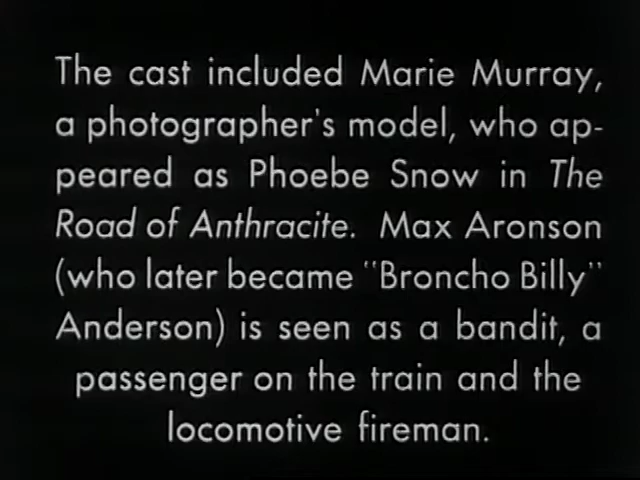 The cast included Marie Murray,
a photographer's model, who ap-
peared as Phoebe Snow in The
Road of Anthracite. Max Aronson
(who later became "Broncho Billy"
Anderson) is seen as a bandit, a
passenger on the train and the
locomotive fireman.